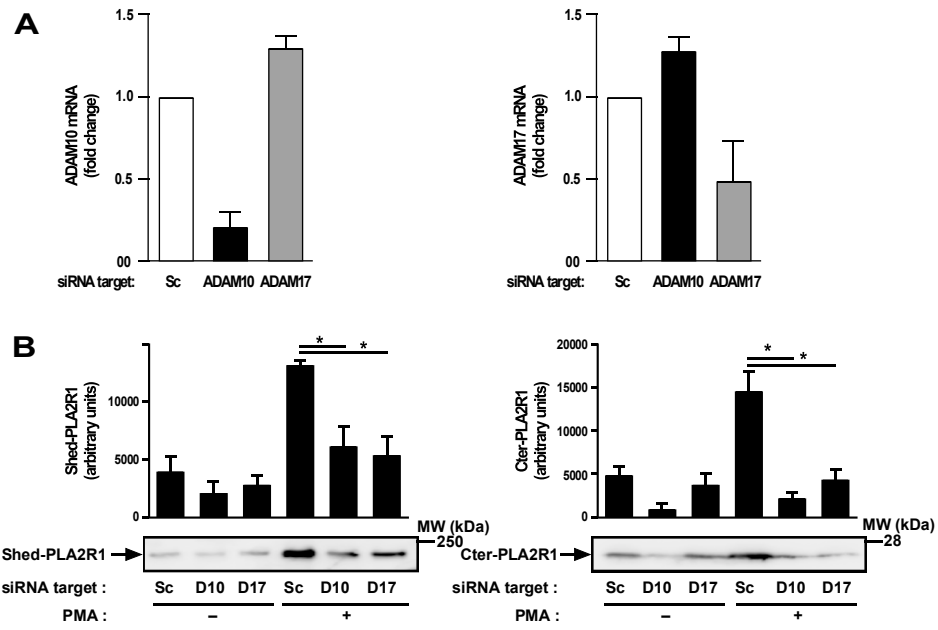 A
ADAM10 mRNA
(fold change)
1.5
1.0
0.5
00
siRNA target: Sc ADAM10 ADAM17
ADAM17 mRNA
(fold change)
1.5
1.0
0.5
00
siRNA target: Sc ADAM10 ADAM17
B
Shed-PLA2R1
(arbitrary units)
10000
5000
0
*
*
MW (kDa)
250
Shed-PLA2R1
siRNA target : Sc D10 D17 Sc D10 D17
PMA : – +
Cter-PLA2R1
(arbitrary units)
20000
15000
10000
5000
0
*
*
MW (kDa)
28
Cter-PLA2R1
siRNA target : Sc D10 D17 Sc D10 D17
PMA : – +